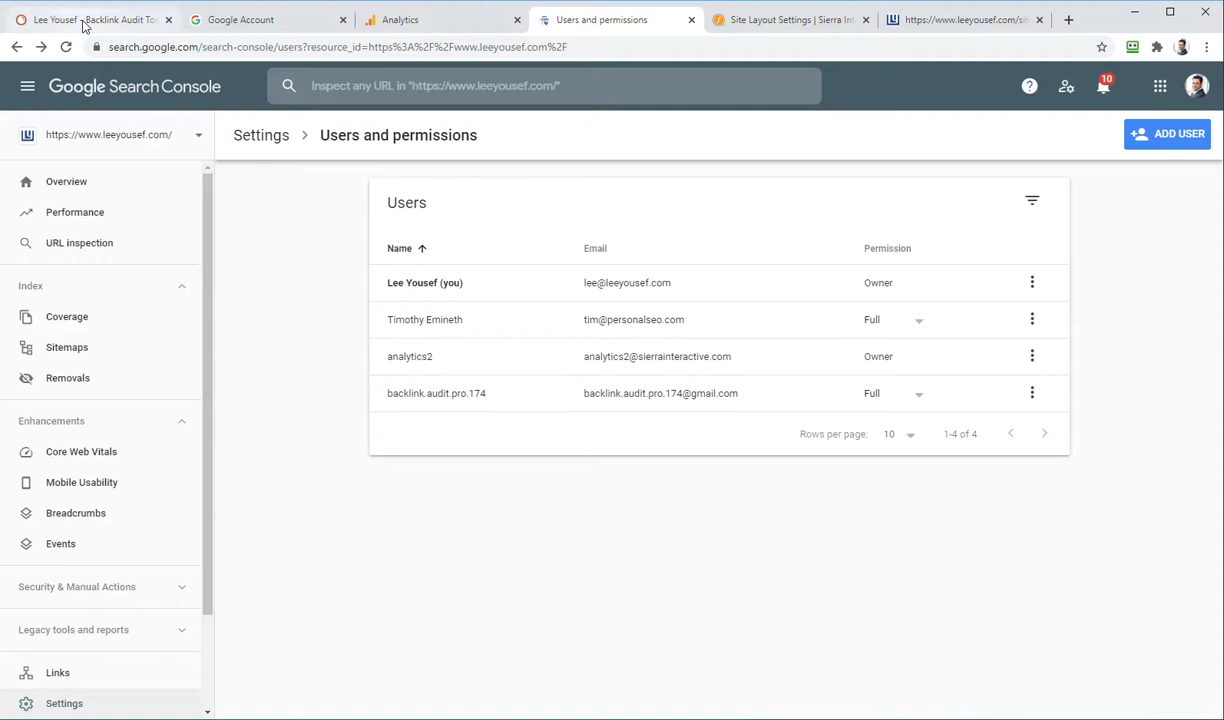 Lee Yousef - Backlink Audit Too
Google Account
Analytics
Users and permissions
Site Layout Settings | Sierra Int
https://www.leeyousef.com/sit
search.google.com/search-console/users?resource_id=https%3A%2F%2Fwww.leeyousef.com%2F
Google Search Console
Inspect any URL in "https://www.leeyousef.com/"
10
https://www.leeyousef.com/
Settings > Users and permissions
ADD USER
Overview
Performance
URL inspection
Index
Coverage
Sitemaps
Removals
Enhancements
Core Web Vitals
Mobile Usability
Breadcrumbs
Events
Security & Manual Actions
Legacy tools and reports
Links
Settings
Users
Name Email Permission
Lee Yousef (you) lee@leeyousef.com Owner
Timothy Emineth tim@personalseo.com Full
analytics2 analytics2@sierrainteractive.com Owner
backlink.audit.pro.174 backlink.audit.pro.174@gmail.com Full
Rows per page: 10 1-4 of 4